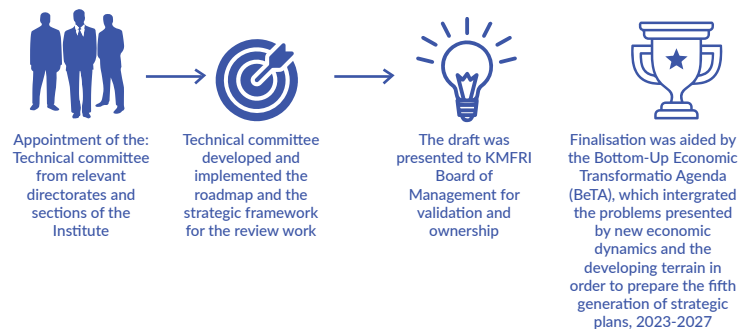 Appointment of the:
Technical committee
from relevant
directorates and
sections of the
Institute
Technical committee
developed and
implemented the
roadmap and the
strategic framework
for the review work
The draft was
presented to KMFRI
Board of
Management for
validation and
ownership
Finalisation was aided by
the Bottom-Up Economic
Transformatio Agenda
(BeTA), which intergrated
the problems presented
by new economic
dynamics and the
developing terrain in
order to prepare the fifth
generation of strategic
plans, 2023-2027